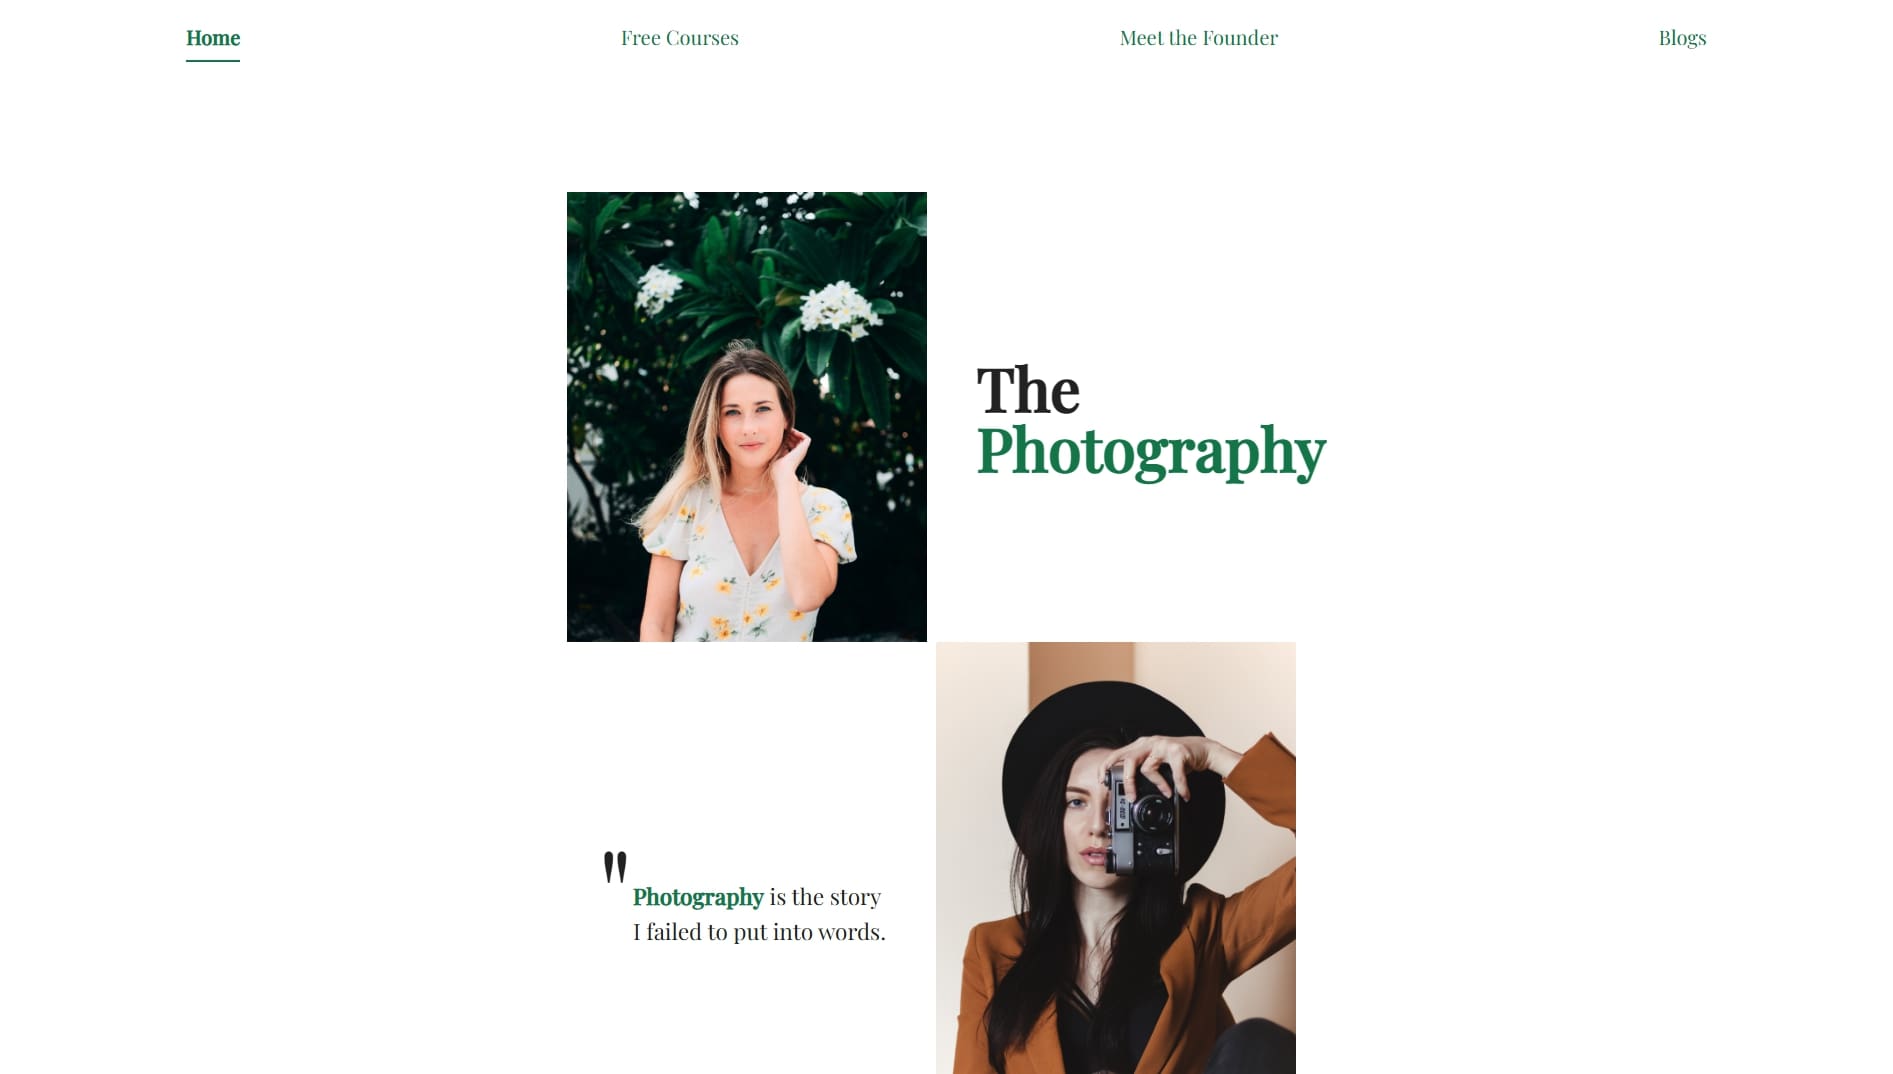 Home
Free Courses
Meet the Founder
Blogs
The
Photography
"
Photography is the story
I failed to put into words.